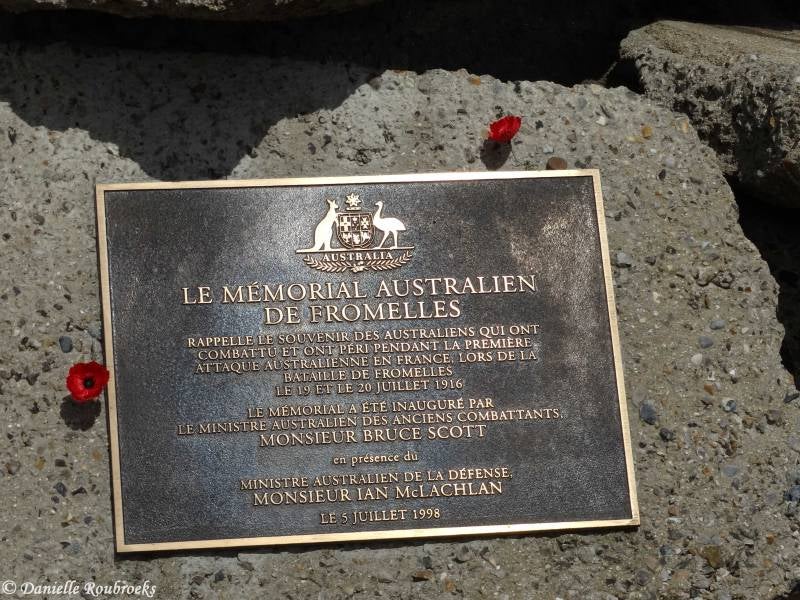 AUSTRALIA
LE MÉMORIAL AUSTRALIEN
DE FROMELLES
RAPPELLE LE SOUVENIR DES AUSTRALIENS QUI ONT
COMBATTU ET ONT PÉRI PENDANT LA PREMIÈRE
ATTAQUE AUSTRALIENNE EN FRANCE, LORS DE LA
BATAILLE DE FROMELLES
LE 19 ET LE 20 JUILLET 1916
LE MÉMORIAL A ÉTÉ INAUGURÉ PAR
LE MINISTRE AUSTRALIEN DES ANCIENS COMBATTANTS,
MONSIEUR BRUCE SCOTT
en présence du
MINISTRE AUSTRALIEN DE LA DÉFENSE,
MONSIEUR IAN McLACHLAN
LE 5 JUILLET 1998
© Danielle Roubroeks